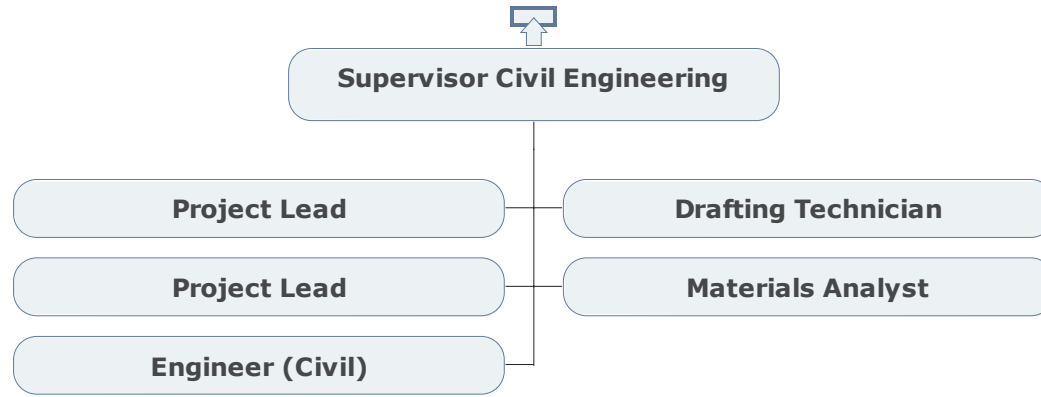 Supervisor Civil Engineering
Project Lead
Drafting Technician
Project Lead
Materials Analyst
Engineer (Civil)